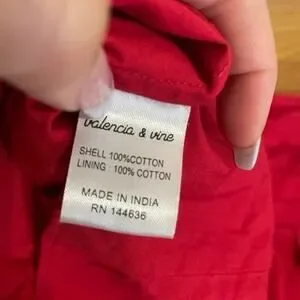 valencia & vine
SHELL 100%COTTON
LINING : 100% COTTON
MADE IN INDIA
RN 144636